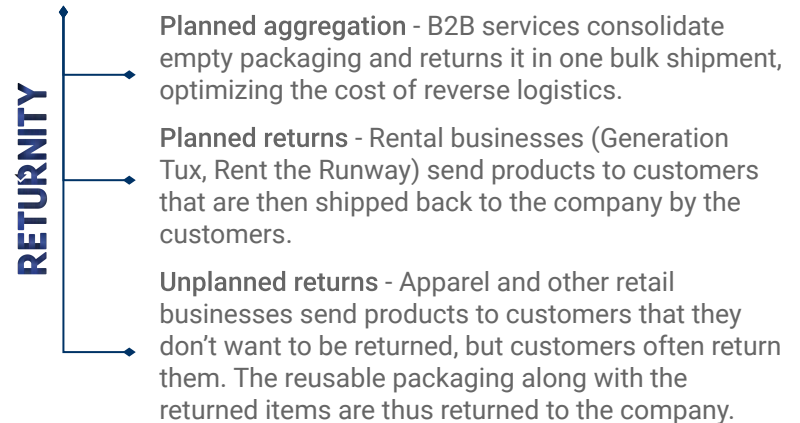 RETURNITY
Planned aggregation - B2B services consolidate
empty packaging and returns it in one bulk shipment,
optimizing the cost of reverse logistics.
Planned returns - Rental businesses (Generation
Tux, Rent the Runway) send products to customers
that are then shipped back to the company by the
customers.
Unplanned returns - Apparel and other retail
businesses send products to customers that they
don’t want to be returned, but customers often return
them. The reusable packaging along with the
returned items are thus returned to the company.